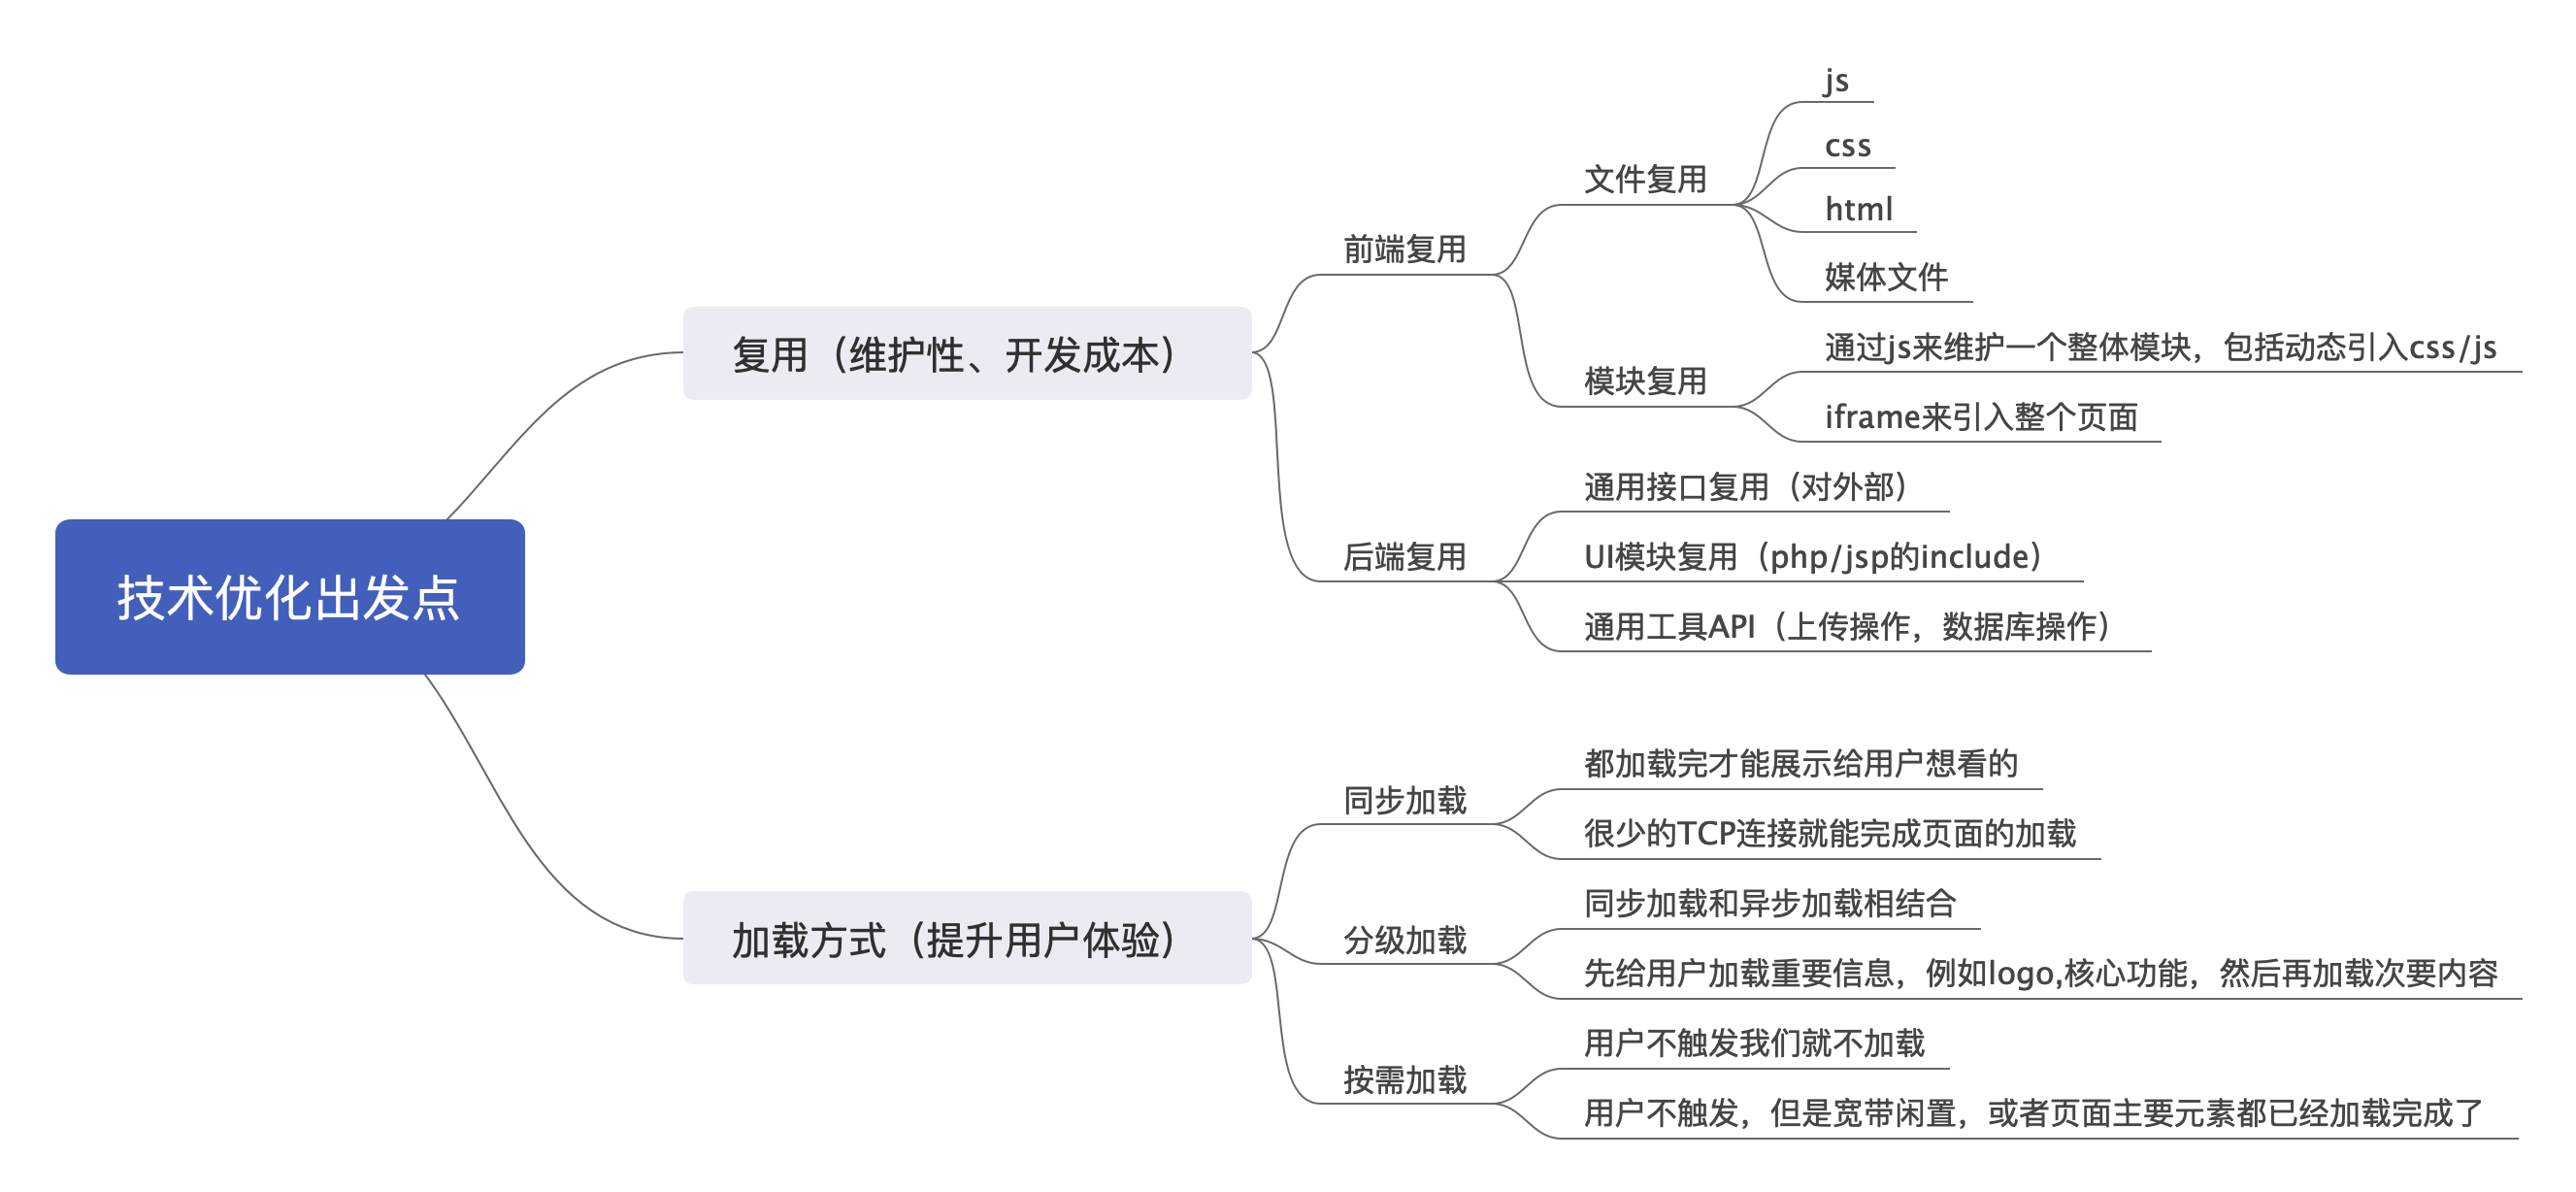 技术优化出发点
复用（维护性、开发成本）
前端复用
文件复用
js
css
html
媒体文件
模块复用
通过js来维护一个整体模块，包括动态引入css/js
iframe来引入整个页面
后端复用
通用接口复用（对外部）
UI模块复用（php/jsp的include）
通用工具API（上传操作，数据库操作）
加载方式（提升用户体验）
同步加载
都加载完才能展示给用户想看的
很少的TCP连接就能完成页面的加载
分级加载
同步加载和异步加载相结合
先给用户加载重要信息，例如logo,核心功能，然后再加载次要内容
按需加载
用户不触发我们就不加载
用户不触发，但是宽带闲置，或者页面主要元素都已经加载完成了